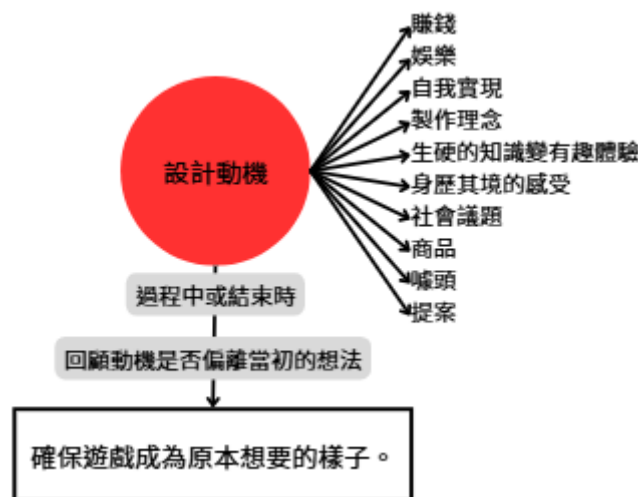 設計動機
賺錢
娛樂
自我實現
製作理念
生硬的知識變有趣體驗
身歷其境的感受
社會議題
商品
噱頭
提案
過程中或結束時
回顧動機是否偏離當初的想法
確保遊戲成為原本想要的樣子。